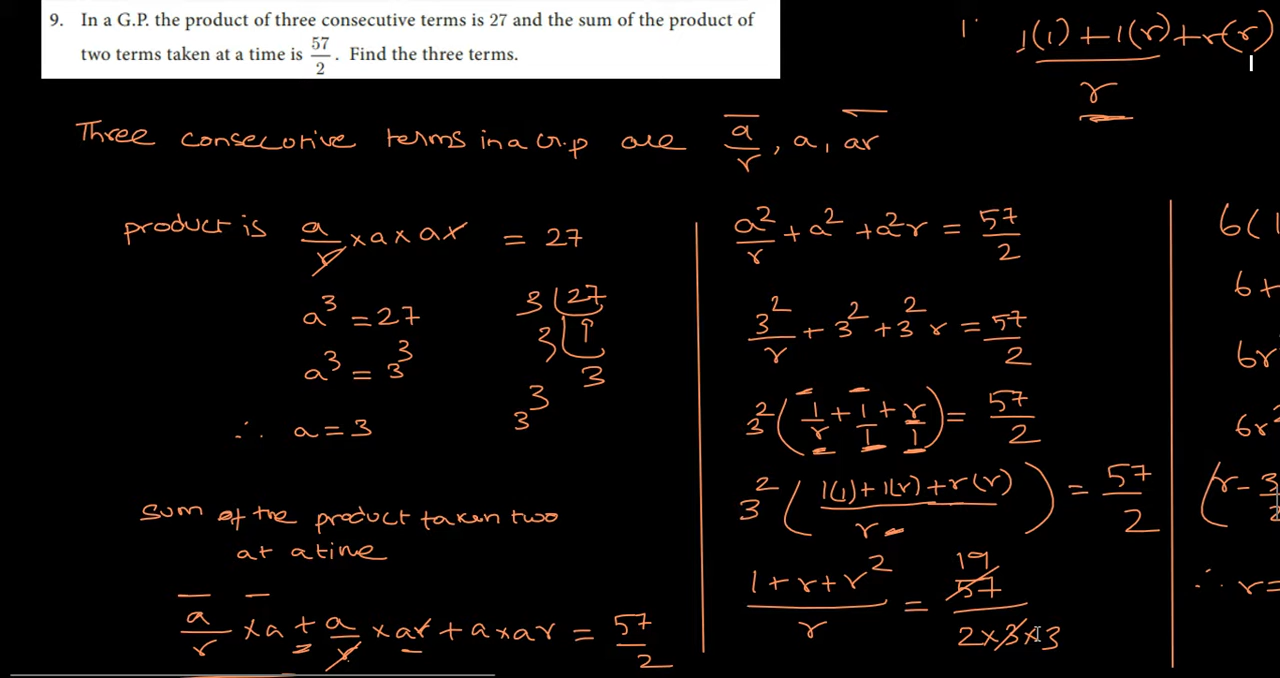 9. In a G.P. the product of three consecutive terms is 27 and the sum of the product of
two terms taken at a time is 57/2. Find the three terms.
1(1)+1(r)+r(r)
r
Three consecutive terms in a G.p are a/r, a, ar
product is a/r × a × ar = 27
a³ = 27
a³ = 3³
∴ a = 3
3 27
3 9
3
3³
Sum of the product taken two
at a time
a/r × a + a/r × ar + a × ar = 57/2
a²/r + a² + a²r = 57/2
3²/r + 3² + 3²r = 57/2
3² (1/r + 1/1 + r/1) = 57/2
3² ((1(1)+1(r)+r(r))/r) = 57/2
19
(1+r+r²)/r = 57/(2×3×3)
6(1
6+
6r
6r²
(r - 3
∴ r =